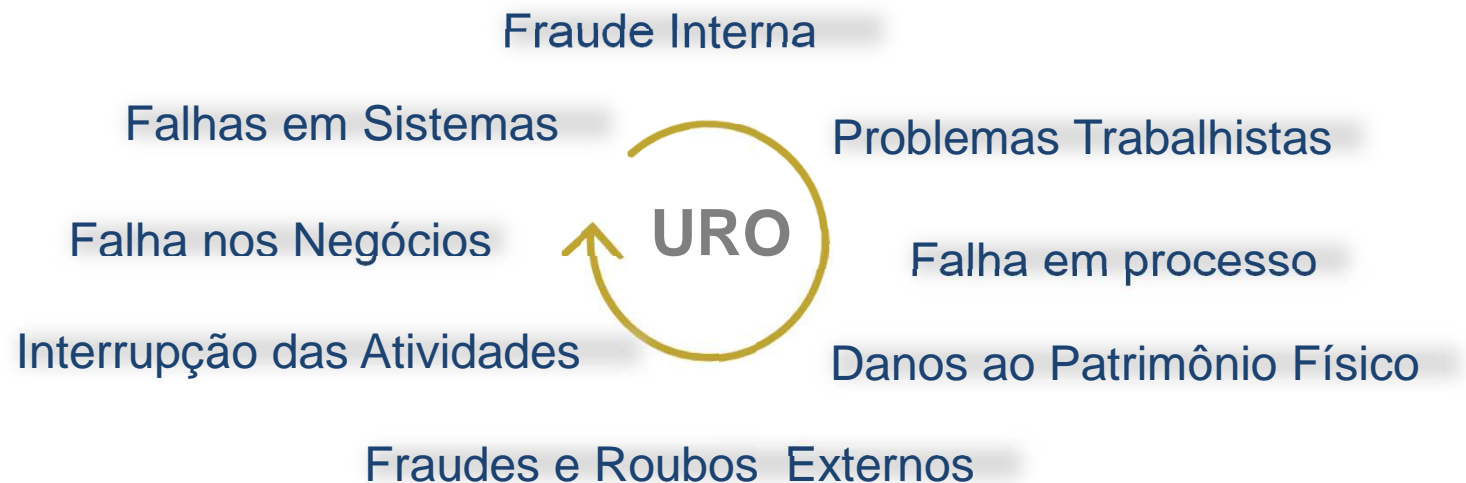 Fraude Interna
Falhas em Sistemas
Problemas Trabalhistas
URO
Falha nos Negócios
Falha em processo
Interrupção das Atividades
Danos ao Patrimônio Físico
Fraudes e Roubos Externos